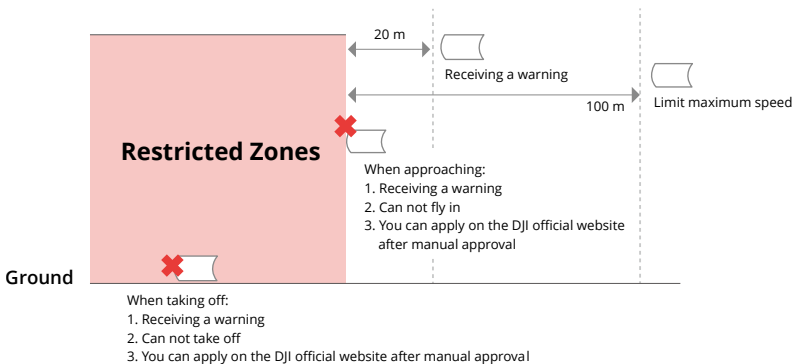 20 m
Receiving a warning
100 m
Limit maximum speed
Restricted Zones
When approaching:
1. Receiving a warning
2. Can not fly in
3. You can apply on the DJI official website
after manual approval
Ground
When taking off:
1. Receiving a warning
2. Can not take off
3. You can apply on the DJI official website after manual approval